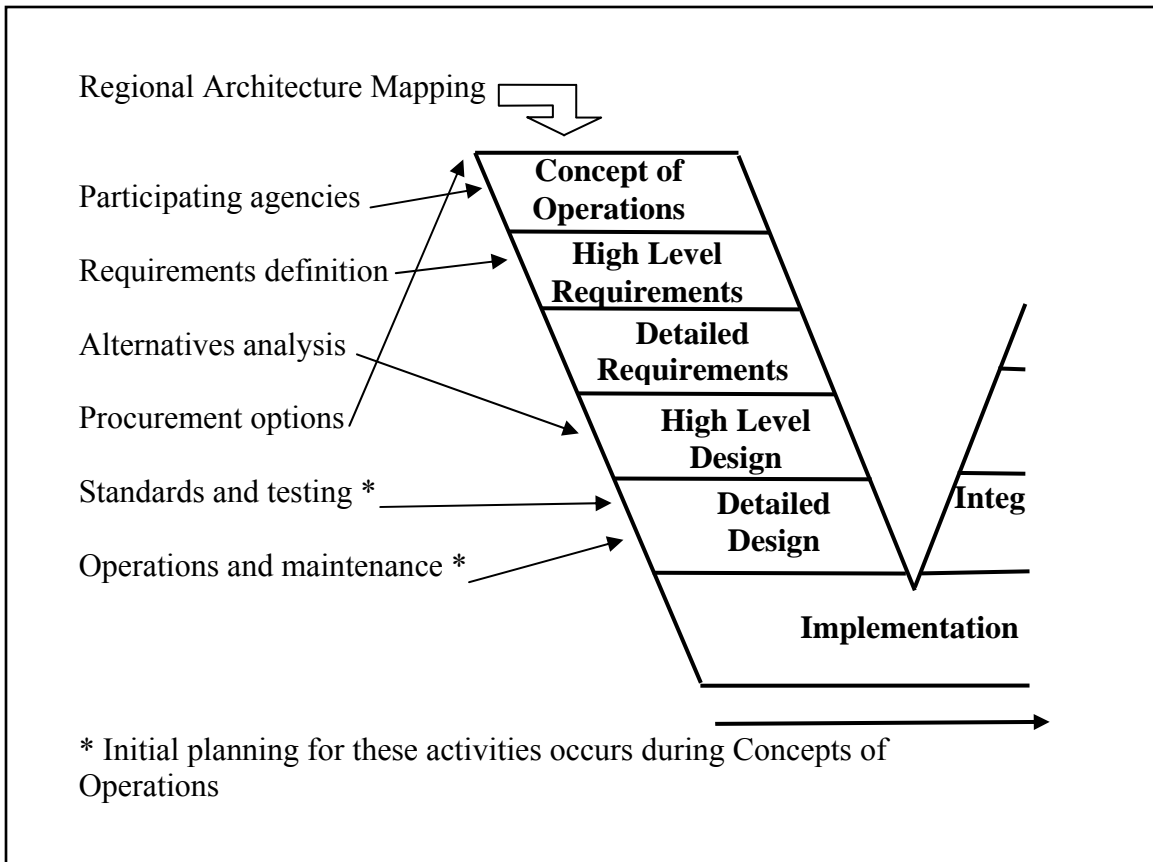 Regional Architecture Mapping
Participating agencies
Requirements definition
Alternatives analysis
Procurement options
Standards and testing *
Operations and maintenance *
Concept of
Operations
High Level
Requirements
Detailed
Requirements
High Level
Design
Detailed
Design
Integ
Implementation
* Initial planning for these activities occurs during Concepts of
Operations